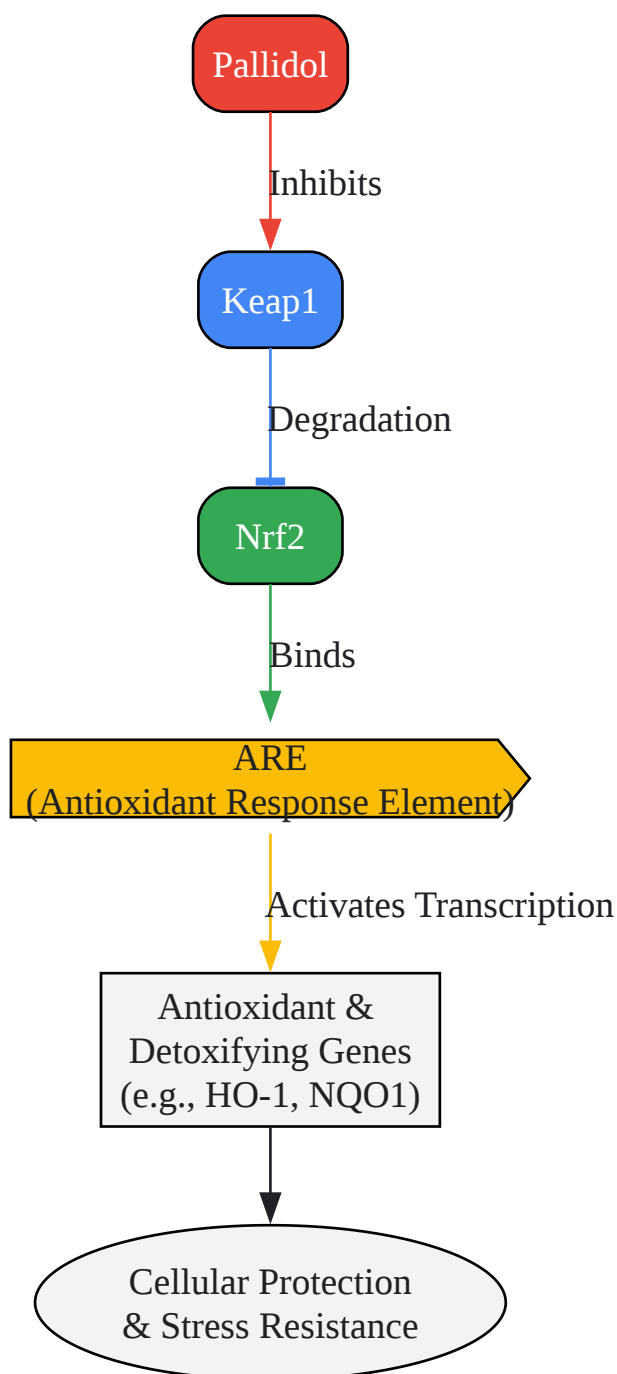 Pallidol
Inhibits
Keap1
Degradation
Nrf2
Binds
ARE
(Antioxidant Response Element)
Activates Transcription
Antioxidant &
Detoxifying Genes
(e.g., HO-1, NQO1)
Cellular Protection
& Stress Resistance